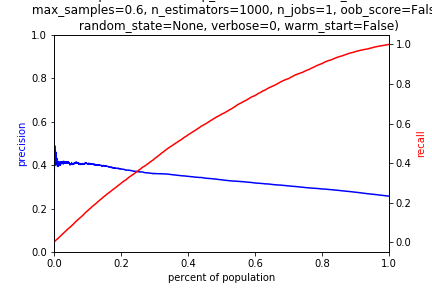 max_samples=0.6, n_estimators=1000, n_jobs=1, oob_score=Fals
random_state=None, verbose=0, warm_start=False)
1.0
0.8
0.6
0.4
0.2
0.0
precision
1.0
0.8
0.6
0.4
0.2
0.0
recall
0.0 0.2 0.4 0.6 0.8 1.0
percent of population